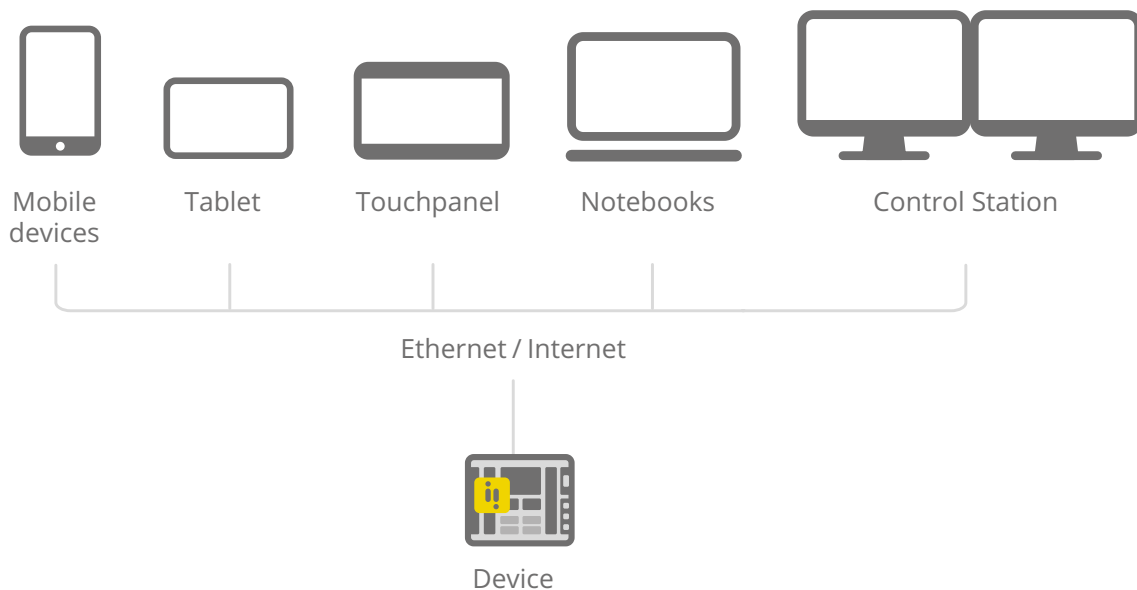 Mobile
devices
Tablet
Touchpanel
Notebooks
Control Station
Ethernet / Internet
Device